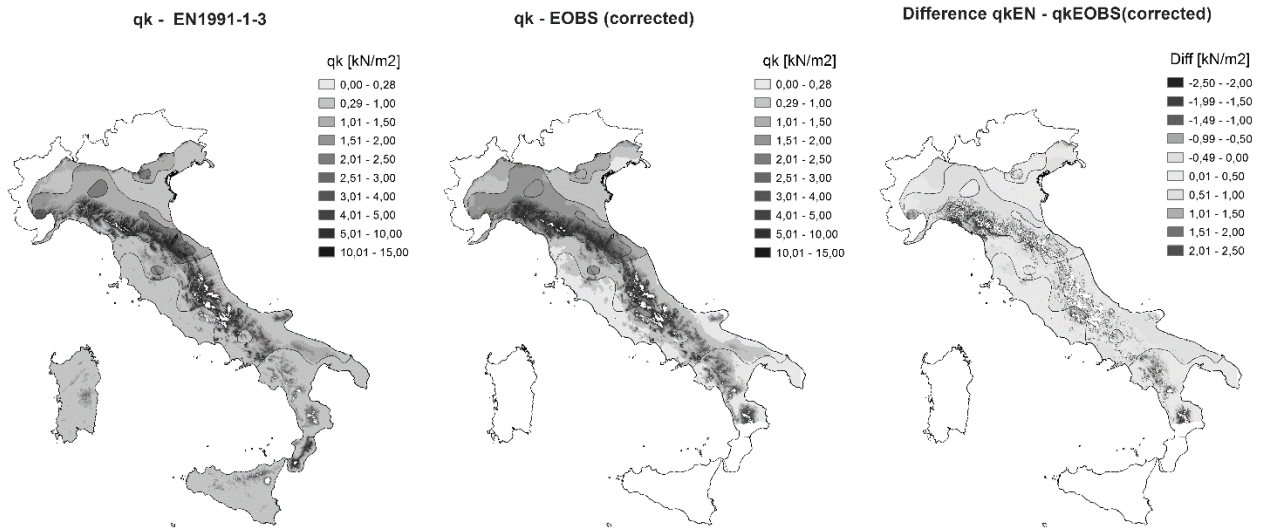 qk - EN1991-1-3
qk [kN/m2]
0,00 - 0,28
0,29 - 1,00
1,01 - 1,50
1,51 - 2,00
2,01 - 2,50
2,51 - 3,00
3,01 - 4,00
4,01 - 5,00
5,01 - 10,00
10,01 - 15,00
qk - EOBS (corrected)
qk [kN/m2]
0,00 - 0,28
0,29 - 1,00
1,01 - 1,50
1,51 - 2,00
2,01 - 2,50
2,51 - 3,00
3,01 - 4,00
4,01 - 5,00
5,01 - 10,00
10,01 - 15,00
Difference qkEN - qkEOBS(corrected)
Diff [kN/m2]
-2,50 - -2,00
-1,99 - -1,50
-1,49 - -1,00
-0,99 - -0,50
-0,49 - 0,00
0,01 - 0,50
0,51 - 1,00
1,01 - 1,50
1,51 - 2,00
2,01 - 2,50